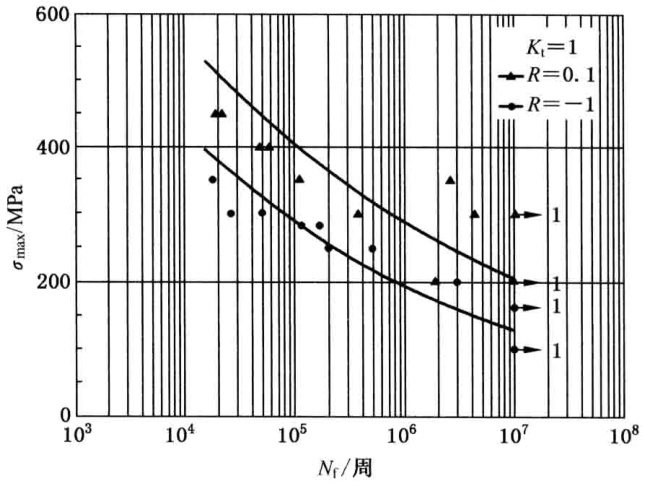 600
400
200
0
σmax/MPa
Kt=1
R=0.1
R=−1
1
1
1
1
10³ 10⁴ 10⁵ 10⁶ 10⁷ 10⁸
Nf/周